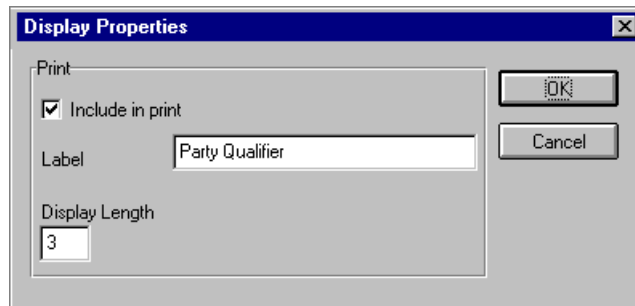 Display Properties
Print
Include in print
OK
Label
Party Qualifier
Cancel
Display Length
3